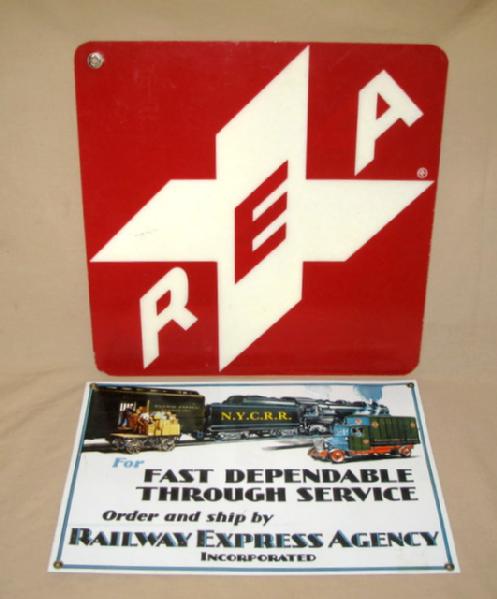 REA
®
N.Y.C.R.R.
For
FAST DEPENDABLE
THROUGH SERVICE
Order and ship by
RAILWAY EXPRESS AGENCY
INCORPORATED